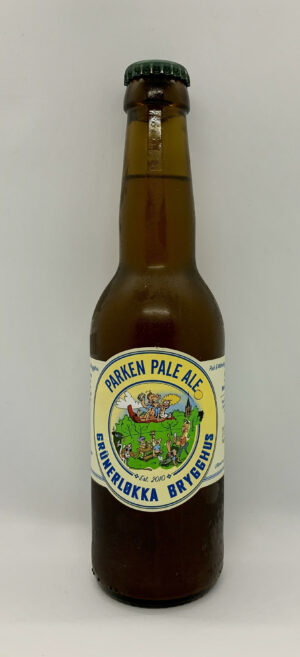 PARKEN PALE ALE
Est. 2010
GRÜNERLØKKA BRYGGHUS